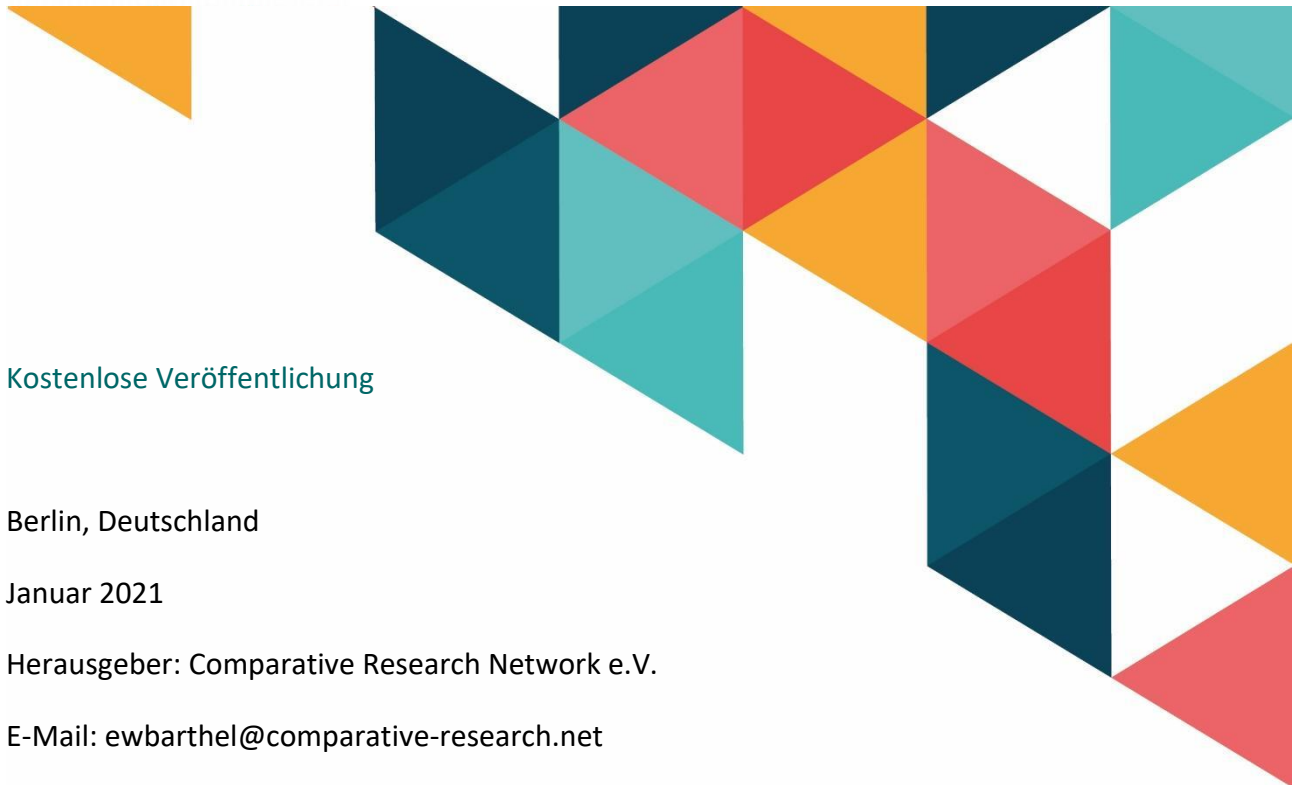 Kostenlose Veröffentlichung
Berlin, Deutschland
Januar 2021
Herausgeber: Comparative Research Network e.V.
E-Mail: ewbarthel@comparative-research.net